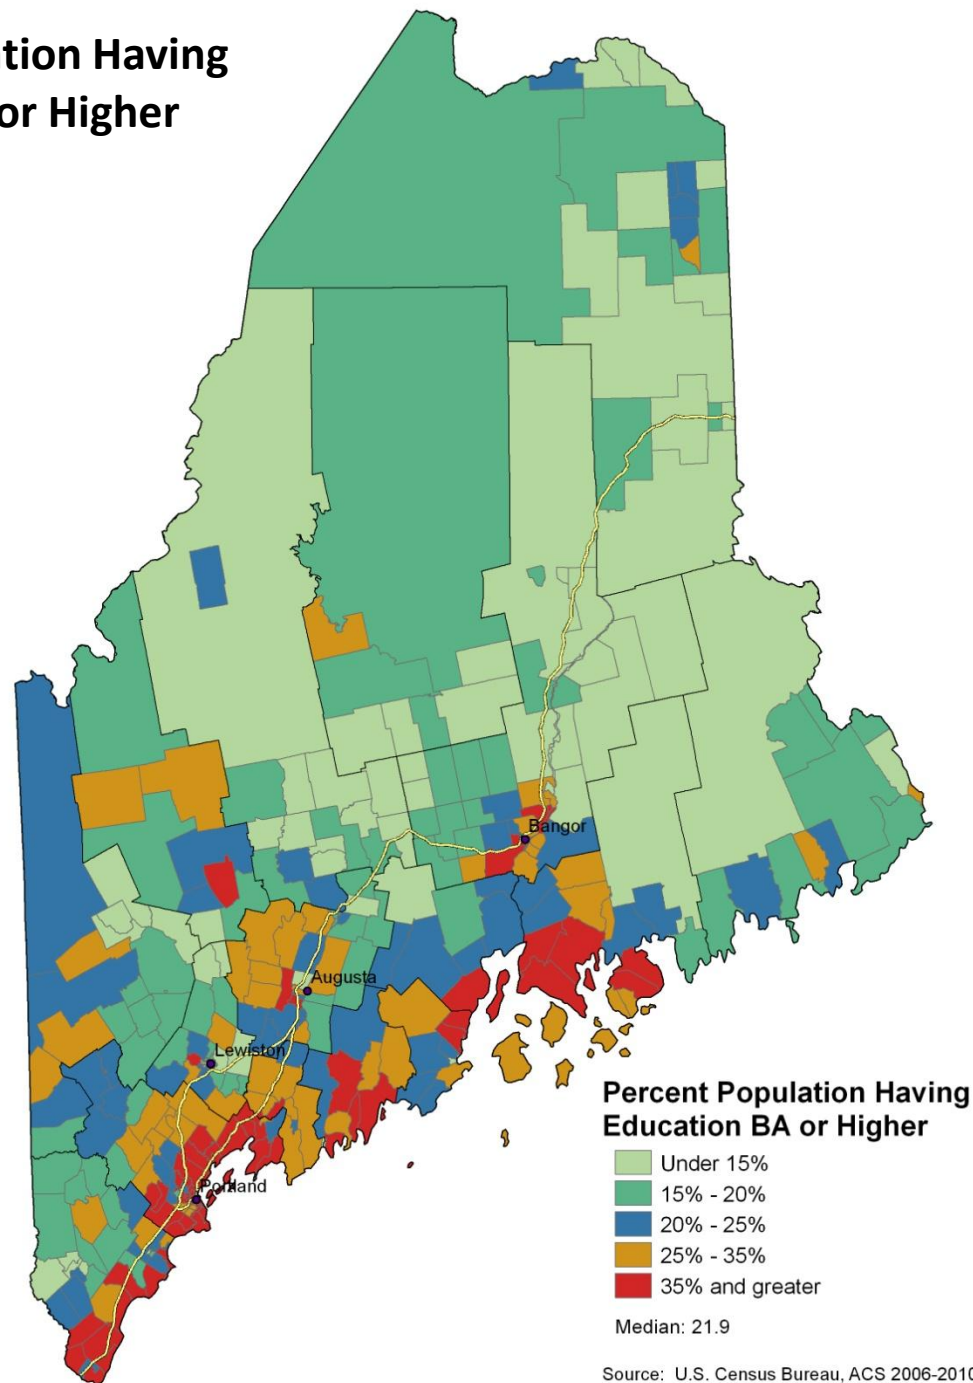 tion Having
or Higher
Bangor
Augusta
Lewiston
Portland
Percent Population Having
Education BA or Higher
Under 15%
15% - 20%
20% - 25%
25% - 35%
35% and greater
Median: 21.9
Source: U.S. Census Bureau, ACS 2006-2010